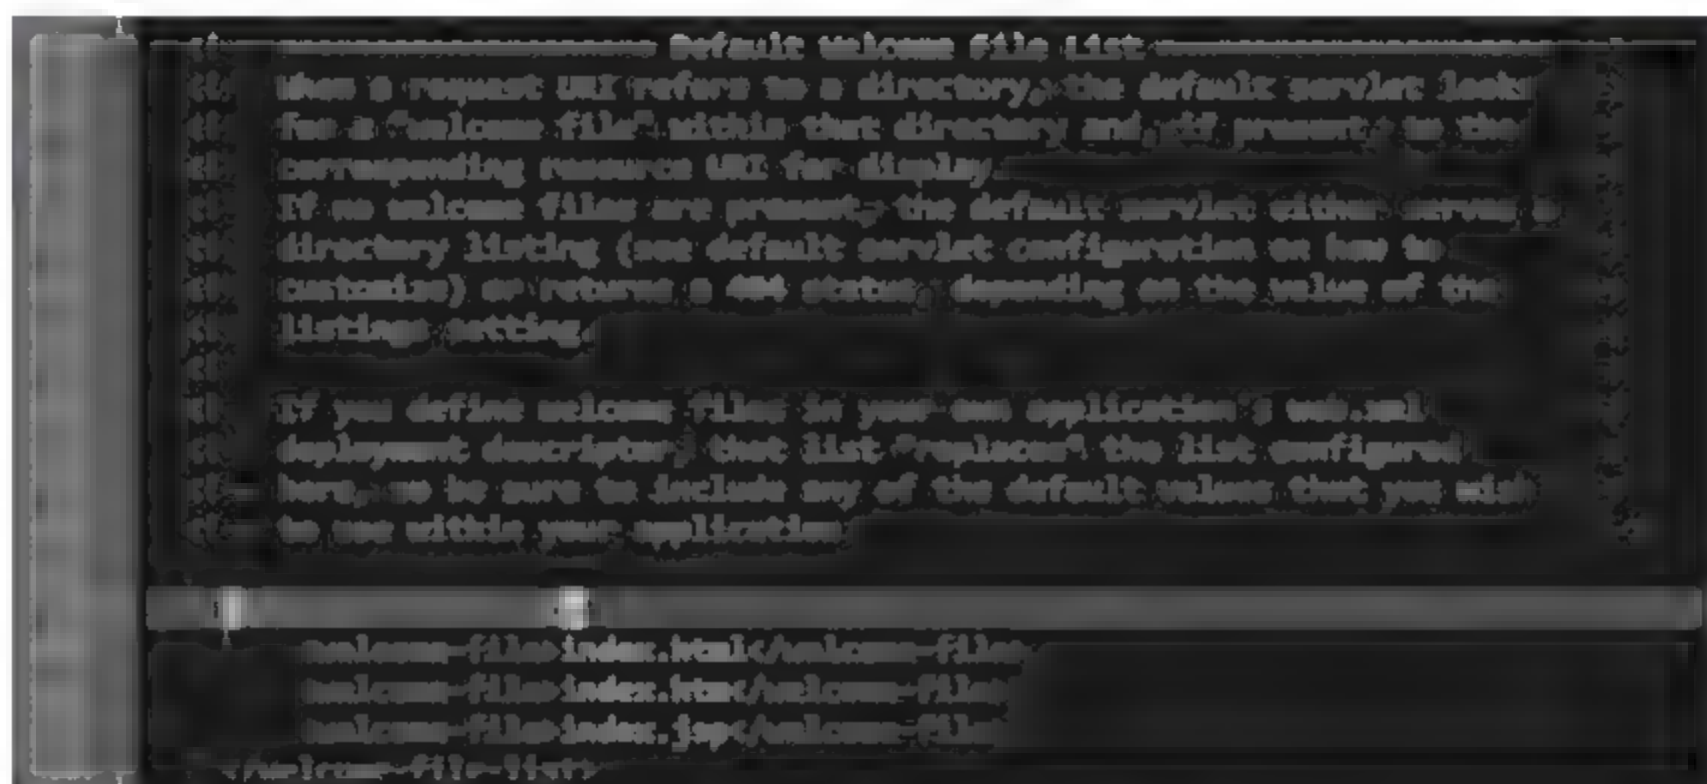 Default Welcome File List
When a request URI refers to a directory, the default servlet looks
for a "welcome file" within that directory and, if present, to the
corresponding resource URI for display.
If no welcome files are present, the default servlet either serves a
directory listing (see default servlet configuration on how to
customize) or returns a 404 status, depending on the value of the
listings setting.
If you define welcome files in your own application's web.xml
deployment descriptor, that list *replaces* the list configured
here, so be sure to include any of the default values that you wish
to use within your application.
<welcome-file>index.html</welcome-file>
<welcome-file>index.htm</welcome-file>
<welcome-file>index.jsp</welcome-file>
</welcome-file-list>